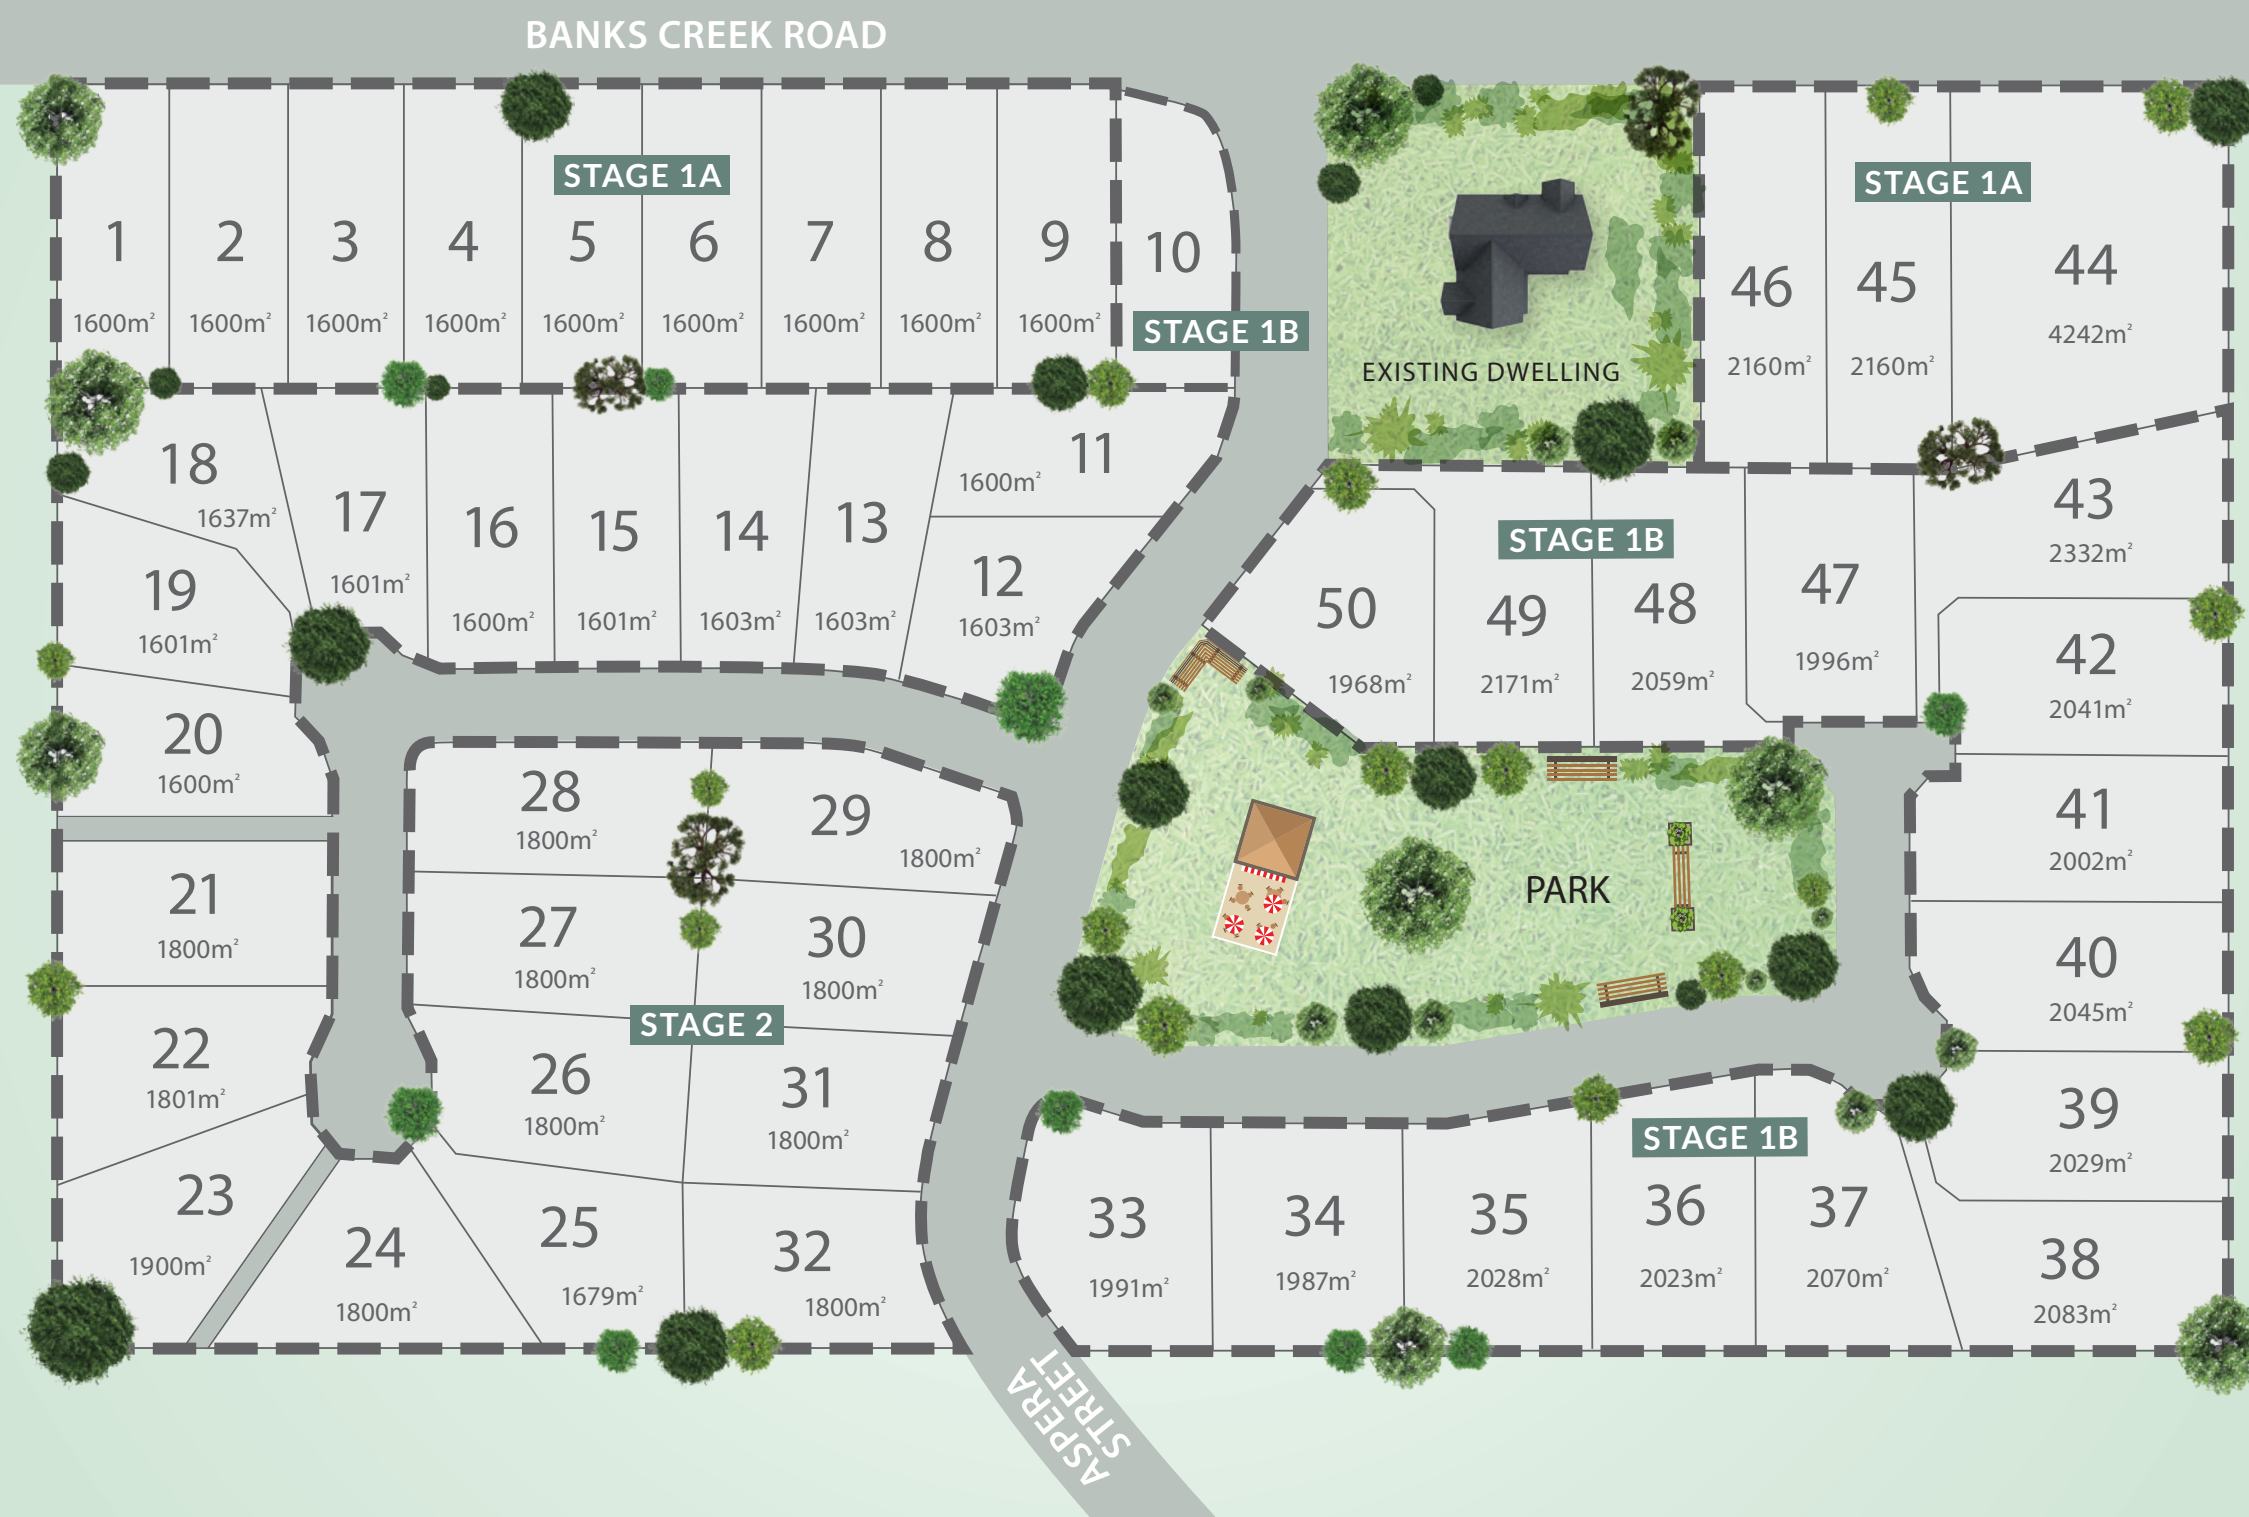 BANKS CREEK ROAD
STAGE 1A
1
2
3
4
5
6
7
8
9
1600m²
1600m²
1600m²
1600m²
1600m²
1600m²
1600m²
1600m²
1600m²
10
STAGE 1B
EXISTING DWELLING
STAGE 1A
46
2160m²
45
2160m²
44
4242m²
18
1637m²
17
1601m²
16
1600m²
15
1601m²
14
1603m²
13
1603m²
11
1600m²
12
1603m²
STAGE 1B
50
1968m²
49
2171m²
48
2059m²
47
1996m²
43
2332m²
42
2041m²
41
2002m²
40
2045m²
39
2029m²
38
2083m²
19
1601m²
20
1600m²
21
1800m²
22
1801m²
23
1900m²
24
1800m²
25
1679m²
28
1800m²
29
1800m²
27
1800m²
30
1800m²
STAGE 2
26
1800m²
31
1800m²
32
1800m²
PARK
STAGE 1B
33
1991m²
34
1987m²
35
2028m²
36
2023m²
37
2070m²
ASPERA
STREET